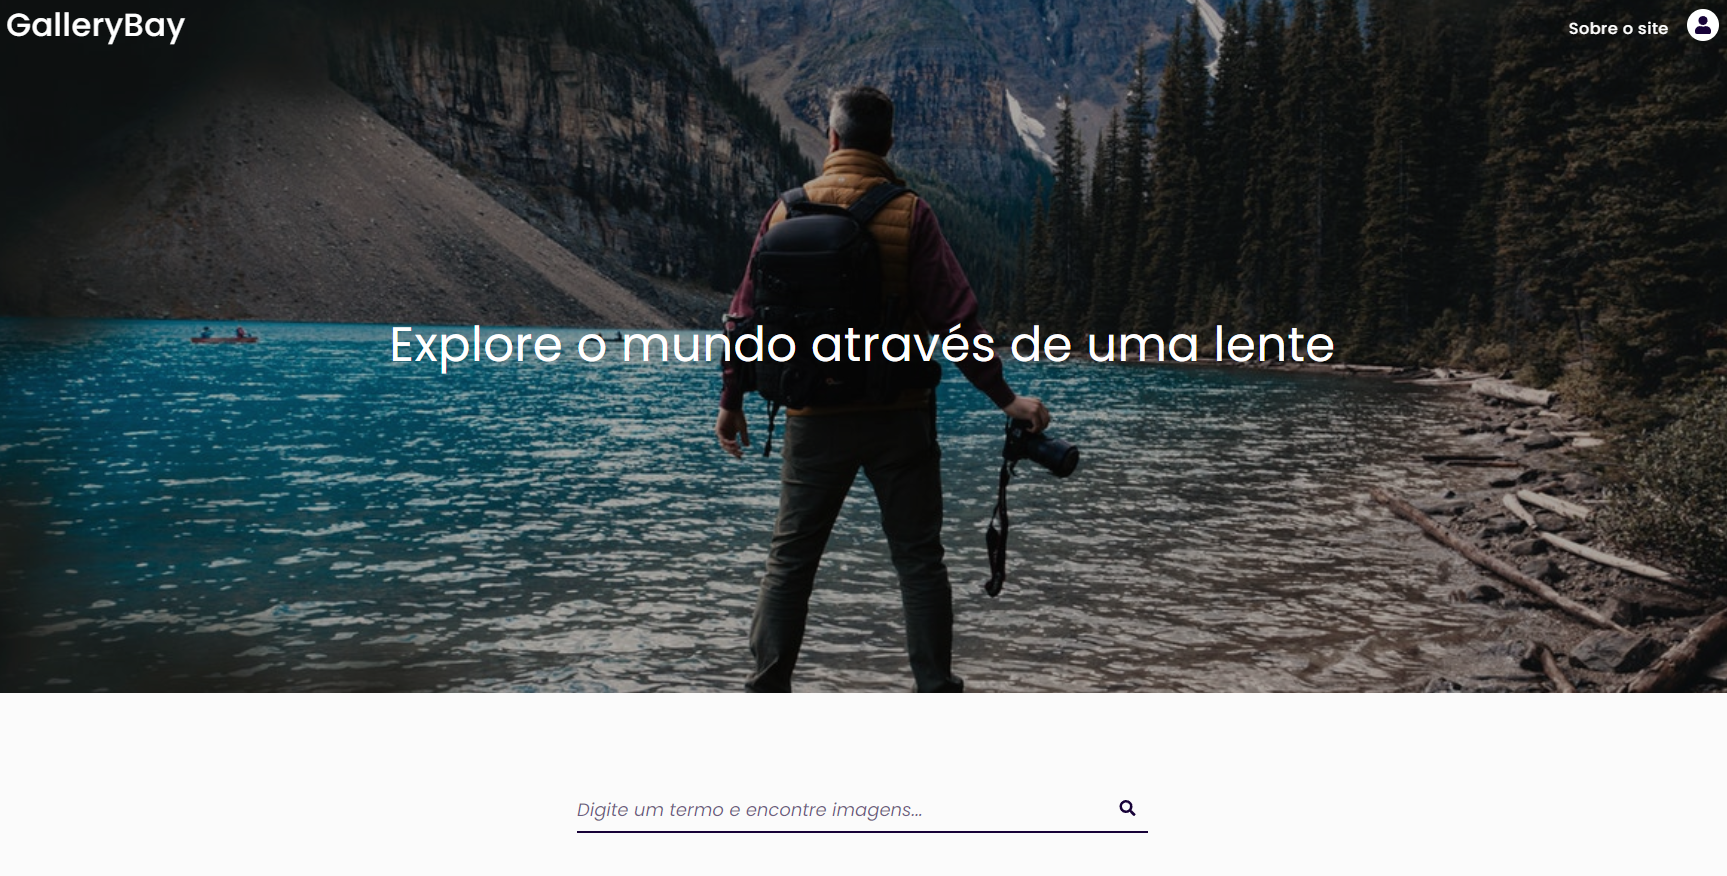 GalleryBay
Sobre o site
Explore o mundo através de uma lente
Digite um termo e encontre imagens...